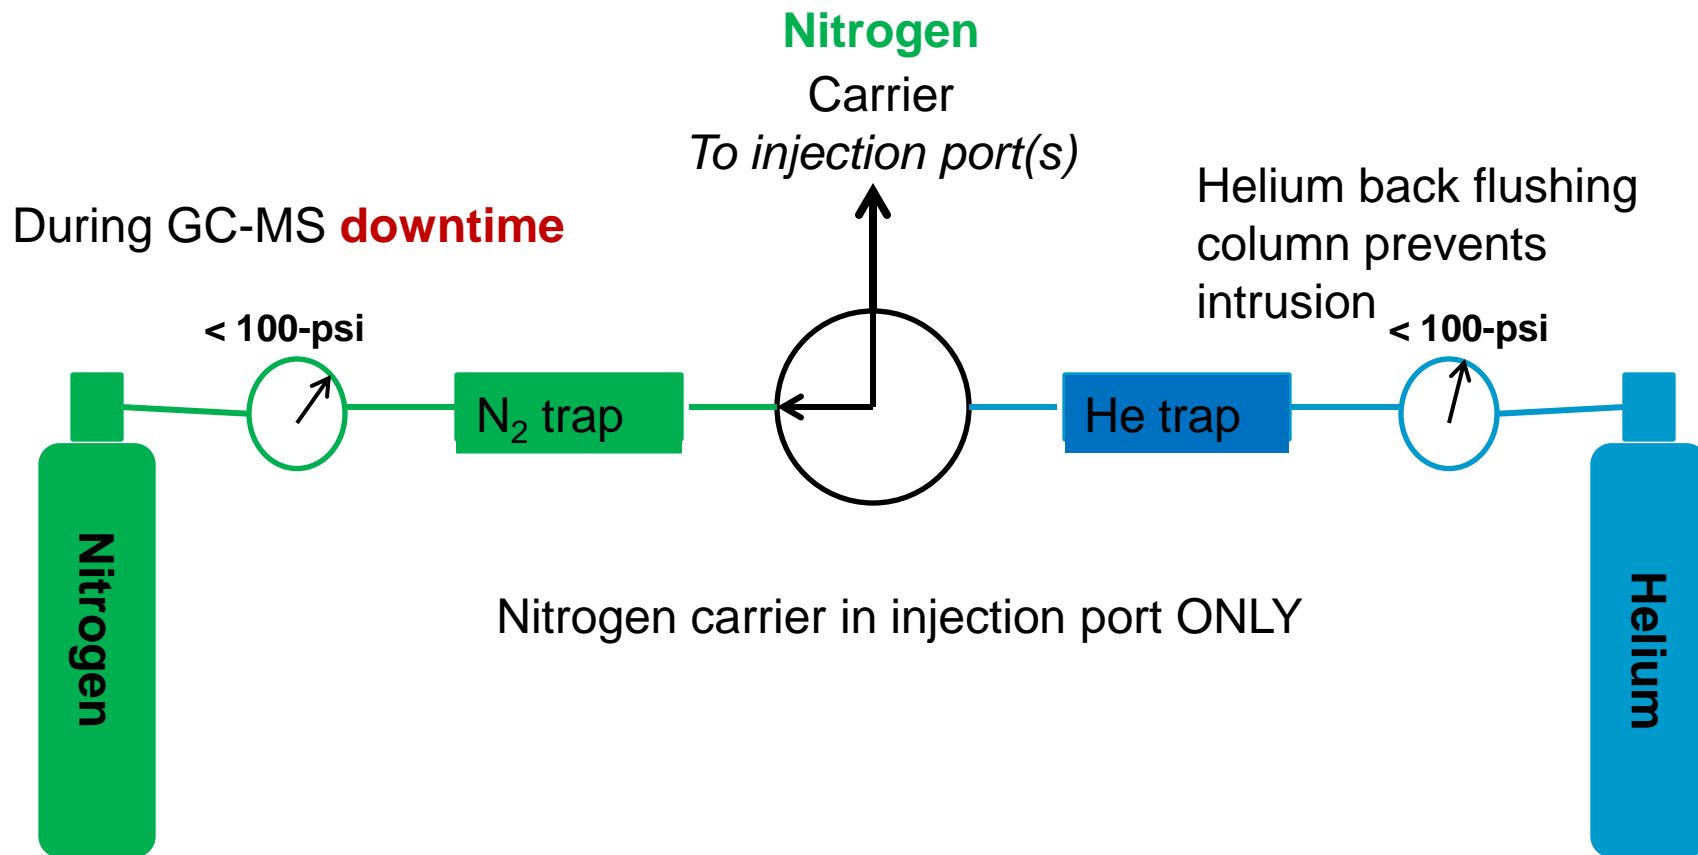 Nitrogen
Carrier
To injection port(s)
During GC-MS downtime
Helium back flushing
column prevents
intrusion
< 100-psi
< 100-psi
N₂ trap
He trap
Nitrogen
Nitrogen carrier in injection port ONLY
Helium